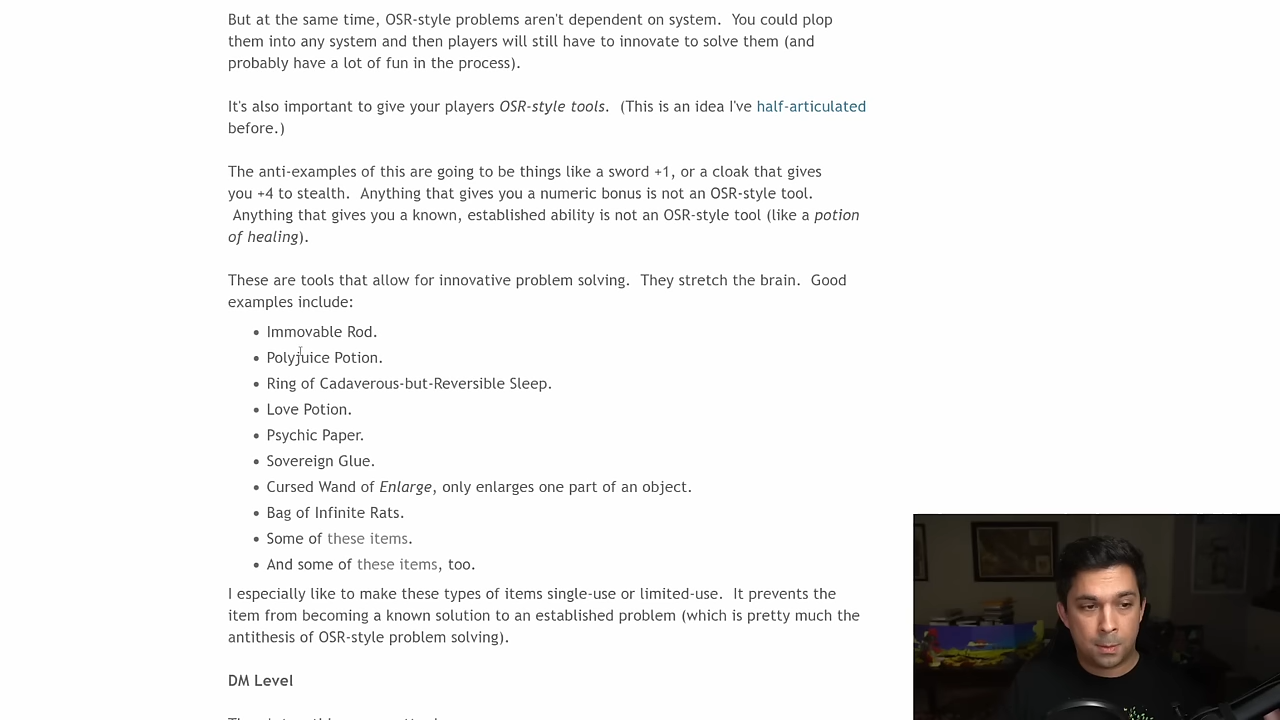 But at the same time, OSR-style problems aren't dependent on system.  You could plop
them into any system and then players will still have to innovate to solve them (and
probably have a lot of fun in the process).
It's also important to give your players OSR-style tools.  (This is an idea I've half-articulated
before.)
The anti-examples of this are going to be things like a sword +1, or a cloak that gives
you +4 to stealth.  Anything that gives you a numeric bonus is not an OSR-style tool.
Anything that gives you a known, established ability is not an OSR-style tool (like a potion
of healing).
These are tools that allow for innovative problem solving.  They stretch the brain.  Good
examples include:
• Immovable Rod.
• Polyjuice Potion.
• Ring of Cadaverous-but-Reversible Sleep.
• Love Potion.
• Psychic Paper.
• Sovereign Glue.
• Cursed Wand of Enlarge, only enlarges one part of an object.
• Bag of Infinite Rats.
• Some of these items.
• And some of these items, too.
I especially like to make these types of items single-use or limited-use.  It prevents the
item from becoming a known solution to an established problem (which is pretty much the
antithesis of OSR-style problem solving).
DM Level